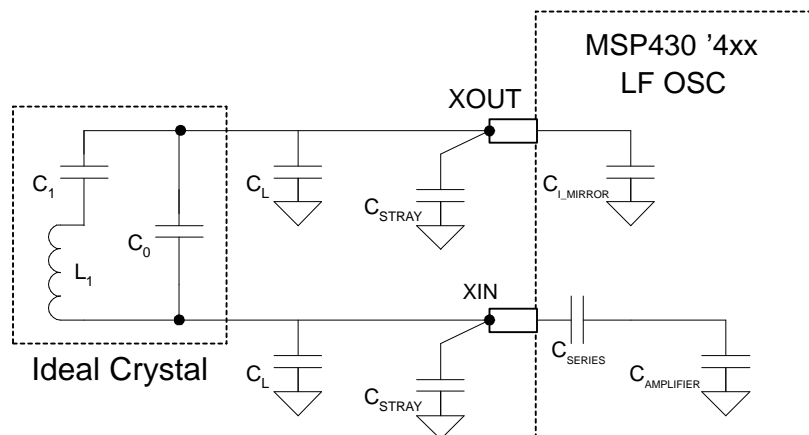 MSP430 '4xx
LF OSC
XOUT
C1
CL
CSTRAY
CI_MIRROR
C0
L1
XIN
Ideal Crystal
CL
CSTRAY
CSERIES
CAMPLIFIER